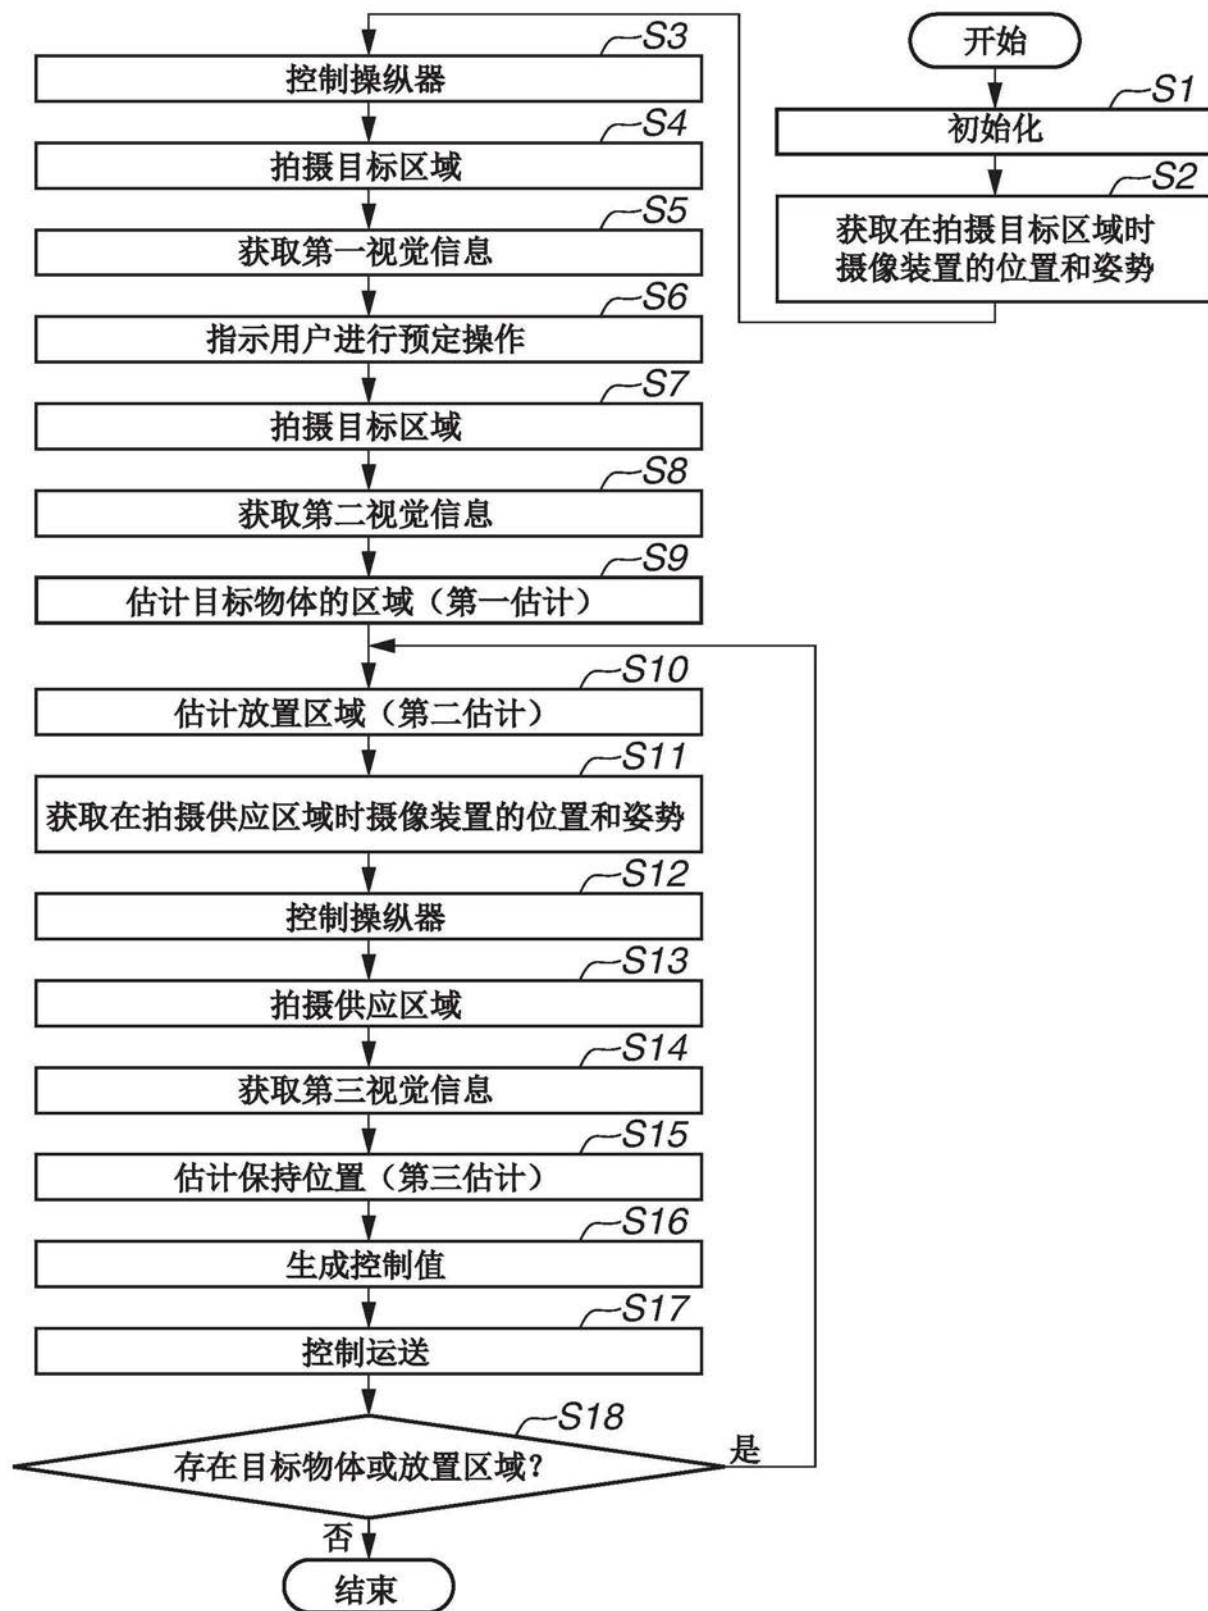 开始
S1
初始化
S2
获取在拍摄目标区域时
摄像装置的位置和姿势
S3
控制操纵器
S4
拍摄目标区域
S5
获取第一视觉信息
S6
指示用户进行预定操作
S7
拍摄目标区域
S8
获取第二视觉信息
S9
估计目标物体的区域（第一估计）
S10
估计放置区域（第二估计）
S11
获取在拍摄供应区域时摄像装置的位置和姿势
S12
控制操纵器
S13
拍摄供应区域
S14
获取第三视觉信息
S15
估计保持位置（第三估计）
S16
生成控制值
S17
控制运送
S18
存在目标物体或放置区域？
是
否
结束